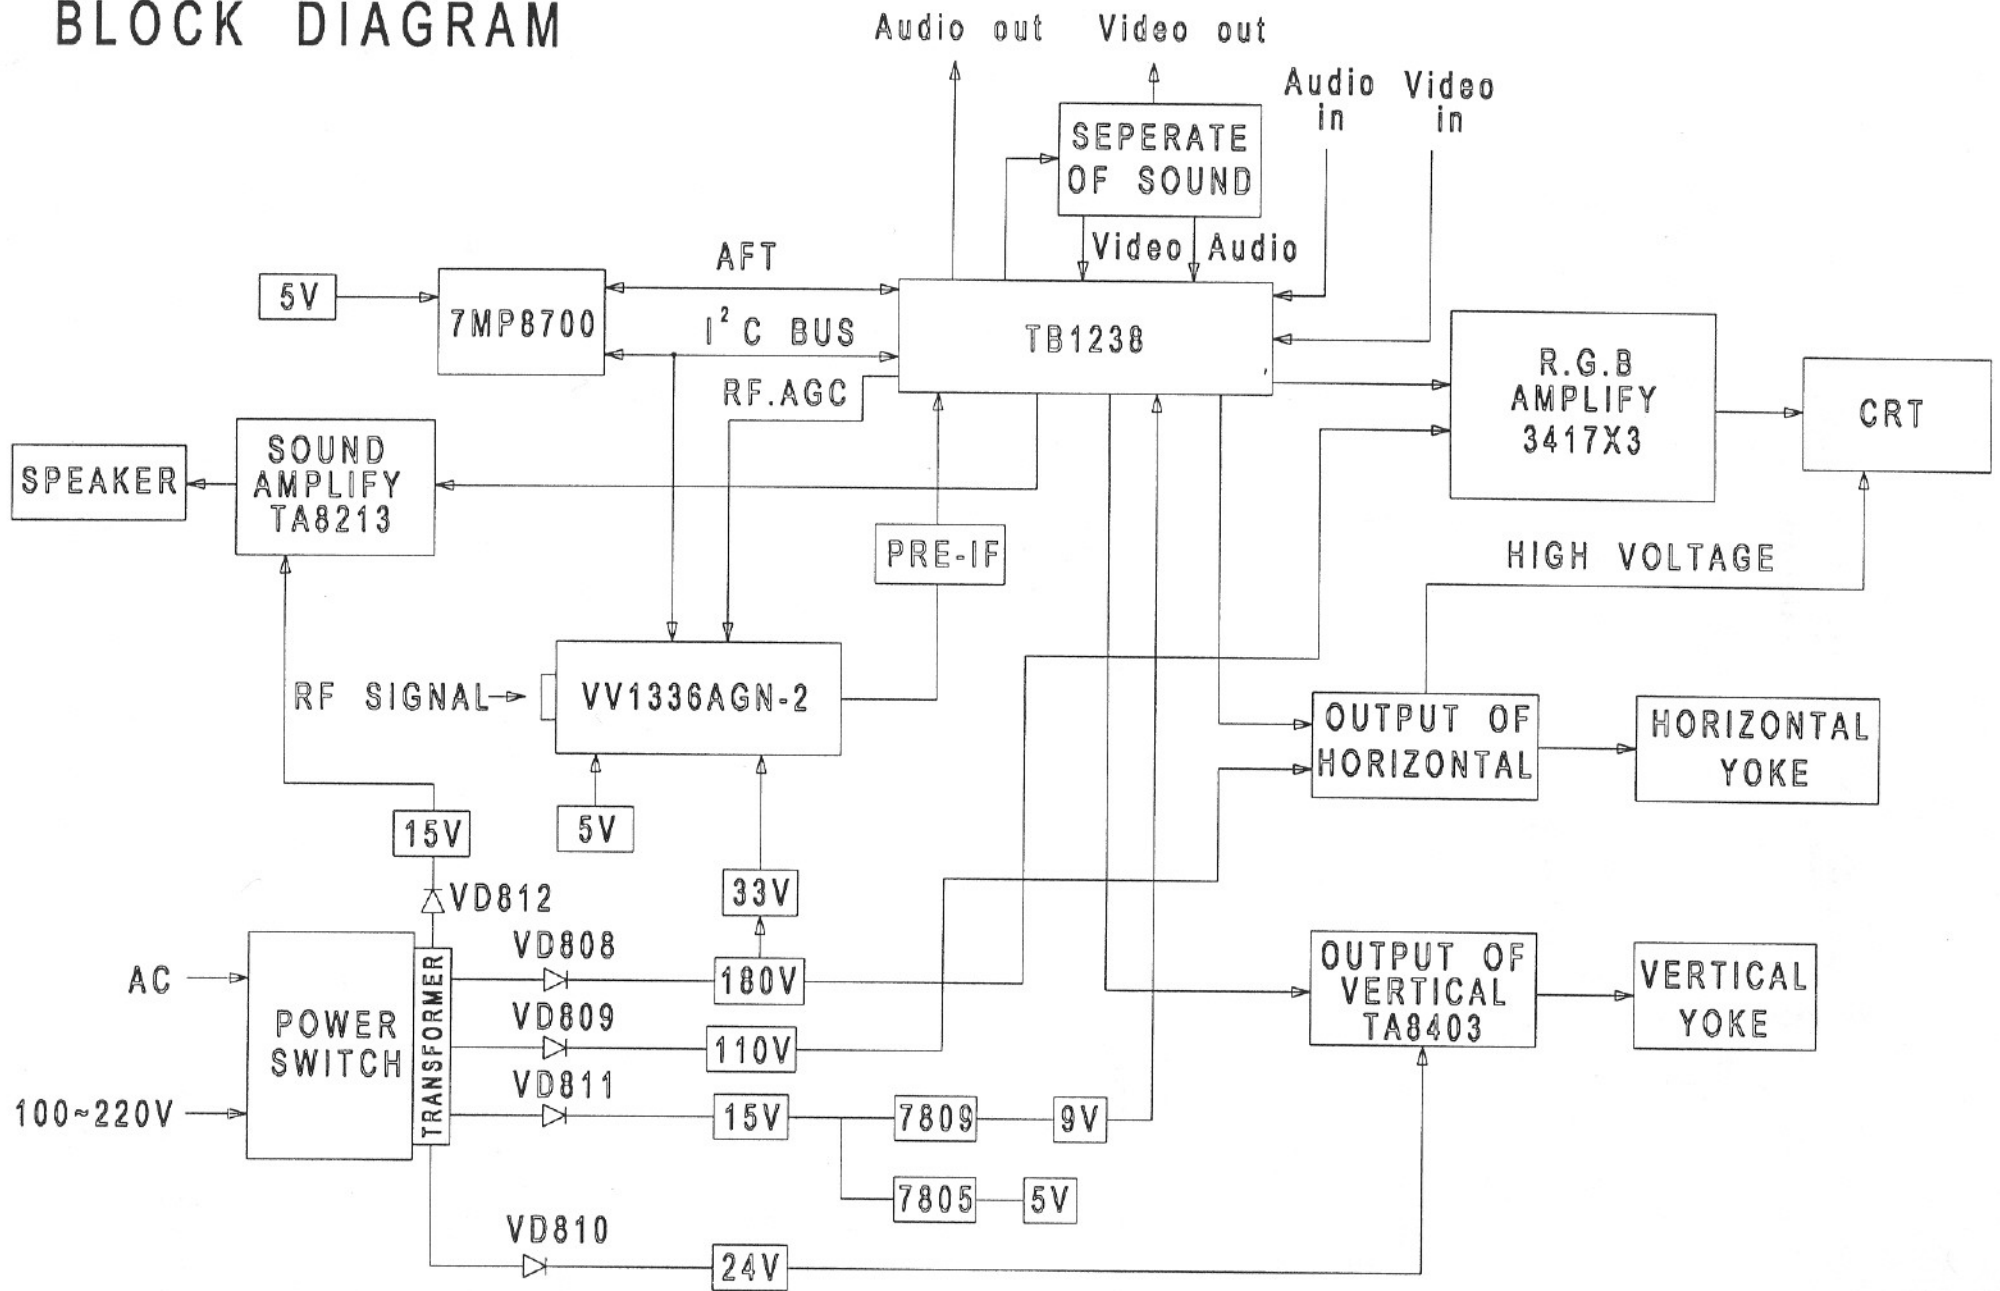 BLOCK DIAGRAM
Audio out
Video out
Audio
in
Video
in
SEPERATE
OF SOUND
Video
Audio
AFT
5V
7MP8700
I² C BUS
TB1238
RF.AGC
R.G.B
AMPLIFY
3417X3
CRT
SPEAKER
SOUND
AMPLIFY
TA8213
PRE-IF
HIGH VOLTAGE
RF SIGNAL
VV1336AGN-2
OUTPUT OF
HORIZONTAL
HORIZONTAL
YOKE
15V
5V
33V
VD812
VD808
180V
AC
POWER
SWITCH
TRANSFORMER
VD809
110V
OUTPUT OF
VERTICAL
TA8403
VERTICAL
YOKE
100~220V
VD811
15V
7809
9V
7805
5V
VD810
24V